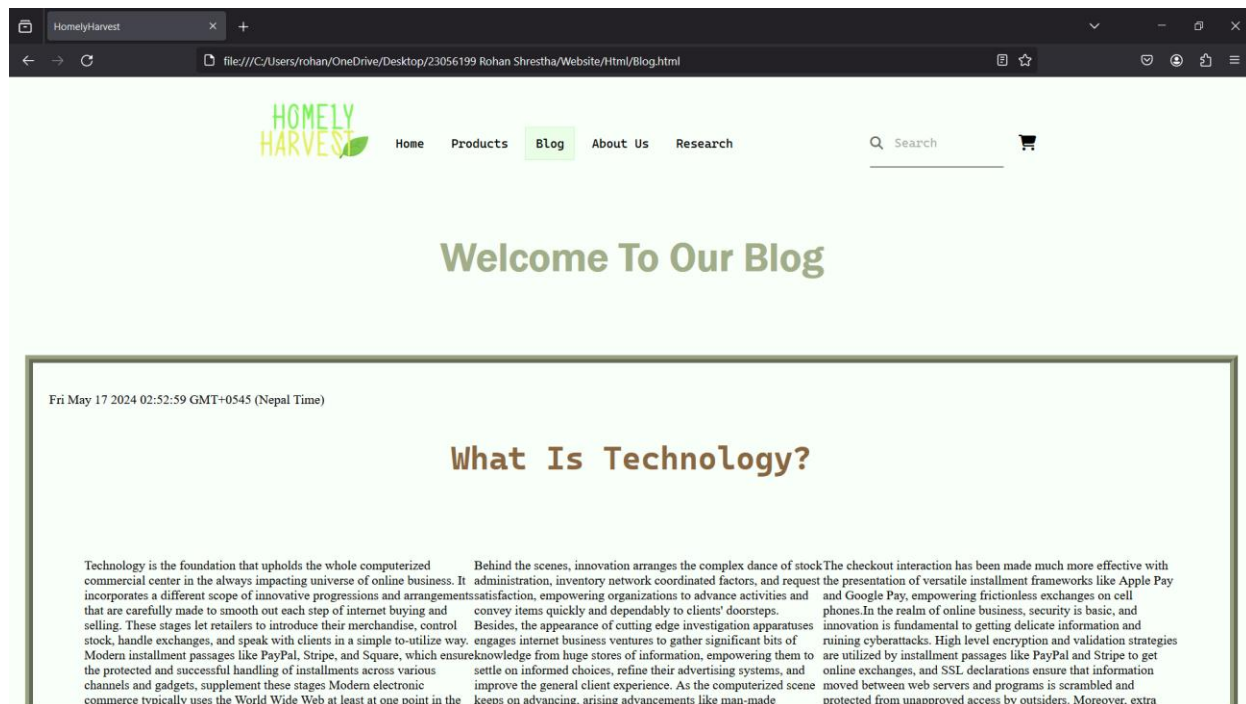 HomelyHarvest
file:///C:/Users/rohan/OneDrive/Desktop/23056199 Rohan Shrestha/Website/Html/Blog.html
HOMELY
HARVEST
Home Products Blog About Us Research
Search
Welcome To Our Blog
Fri May 17 2024 02:52:59 GMT+0545 (Nepal Time)
What Is Technology?
Technology is the foundation that upholds the whole computerized
commercial center in the always impacting universe of online business. It
incorporates a different scope of innovative progressions and arrangements
that are carefully made to smooth out each step of internet buying and
selling. These stages let retailers to introduce their merchandise, control
stock, handle exchanges, and speak with clients in a simple to-utilize way.
Modern installment passages like PayPal, Stripe, and Square, which ensure
the protected and successful handling of installments across various
channels and gadgets, supplement these stages Modern electronic
commerce typically uses the World Wide Web at least at one point in the
Behind the scenes, innovation arranges the complex dance of stock
administration, inventory network coordinated factors, and request
satisfaction, empowering organizations to advance activities and
convey items quickly and dependably to clients' doorsteps.
Besides, the appearance of cutting edge investigation apparatuses
engages internet business ventures to gather significant bits of
knowledge from huge stores of information, empowering them to
settle on informed choices, refine their advertising systems, and
improve the general client experience. As the computerized scene
keeps on advancing, arising advancements like man-made
The checkout interaction has been made much more effective with
the presentation of versatile installment frameworks like Apple Pay
and Google Pay, empowering frictionless exchanges on cell
phones.In the realm of online business, security is basic, and
innovation is fundamental to getting delicate information and
ruining cyberattacks. High level encryption and validation strategies
are utilized by installment passages like PayPal and Stripe to get
online exchanges, and SSL declarations ensure that information
moved between web servers and programs is scrambled and
protected from unapproved access by outsiders. Moreover, extra